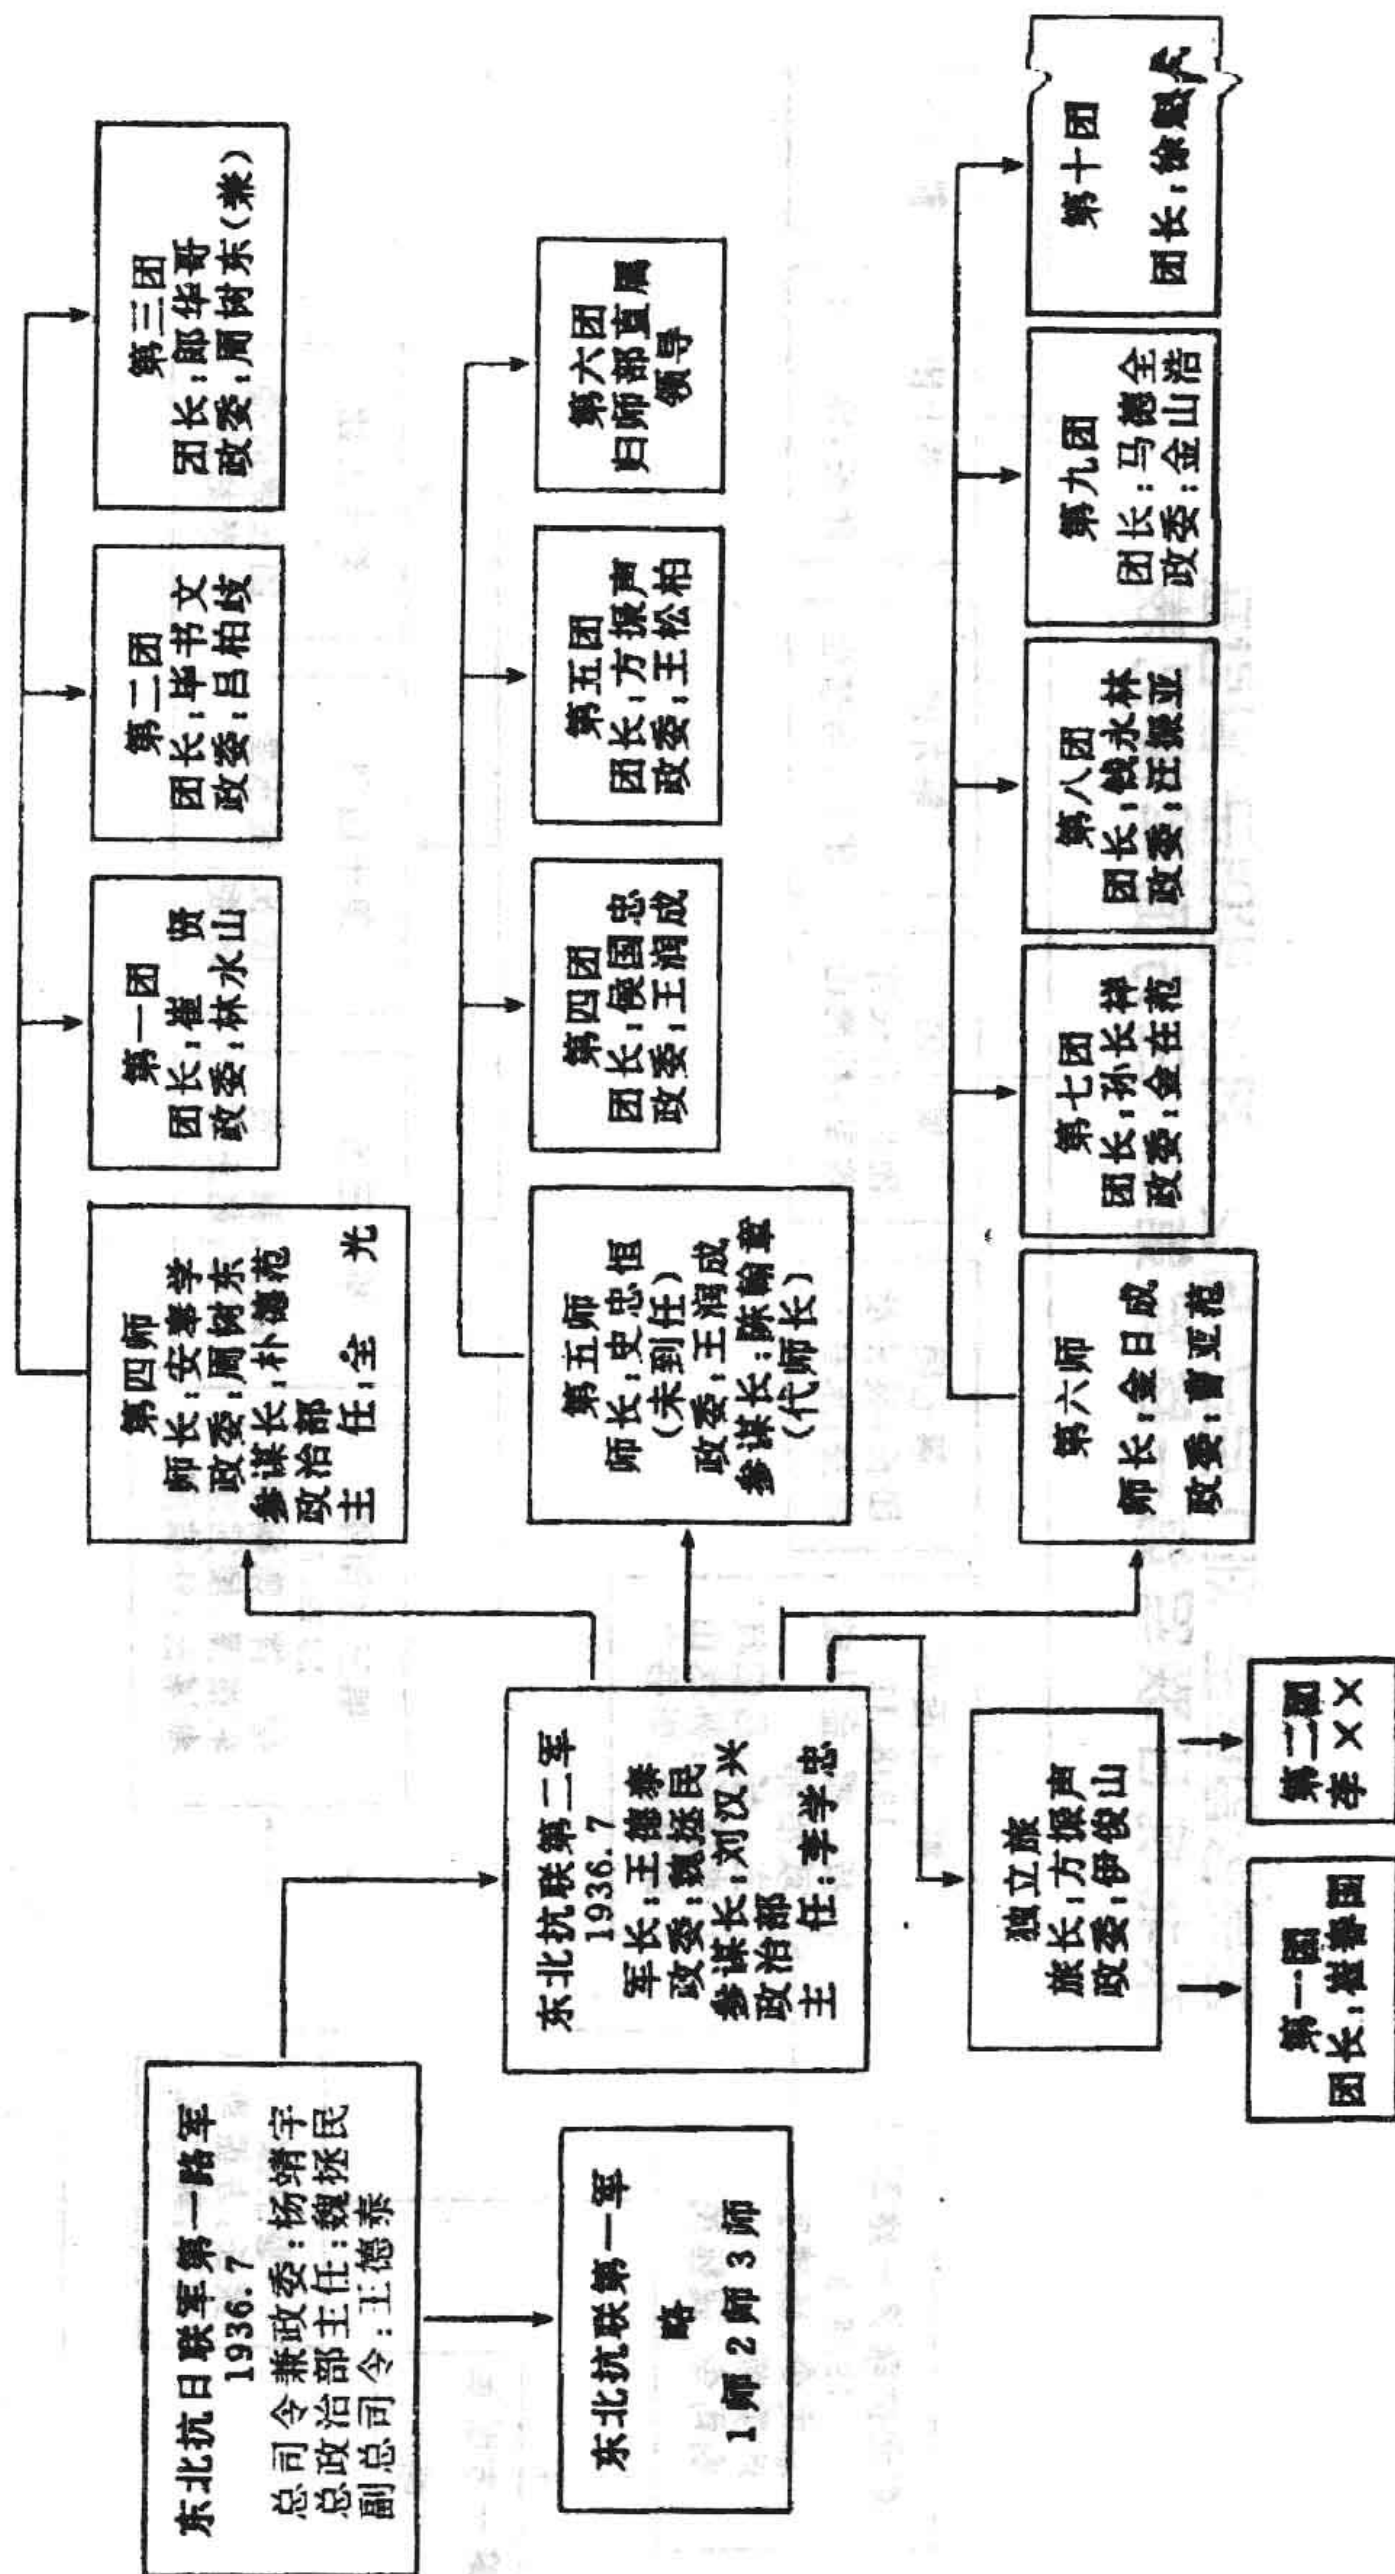 东北抗日联军第一路军
1936.7
总司令兼政委:杨靖宇
总政治部主任:魏拯民
副总司令:王德泰
东北抗联第一军
略
1师2师3师
东北抗联第二军
1936.7
军长:王德泰
政委:魏拯民
参谋长:刘汉兴
政治部
主 任:李学忠
第四师
师长:安奉学
政委:周树东
参谋长:朴德范
政治部
主 任:全 光
第一团
团长:崔 贤
政委:林水山
第二团
团长:毕书文
政委:吕柏歧
第三团
团长:郎华哥
政委:周树东(兼)
第五师
师长:史忠恒
(未到任)
政委:王润成
参谋长:陈翰章
(代师长)
第四团
团长:侯国忠
政委:王润成
第五团
团长:方振声
政委:王松柏
第六团
归师部直属
领导
第六师
师长:金日成
政委:曹亚范
第七团
团长:孙长祥
政委:金在范
第八团
团长:钱永林
政委:汪振亚
第九团
团长:马德全
政委:金山浩
第十团
团长:徐
独立旅
旅长:方振声
政委:伊俊山
第一团
团长:崔春国
第二团
李××